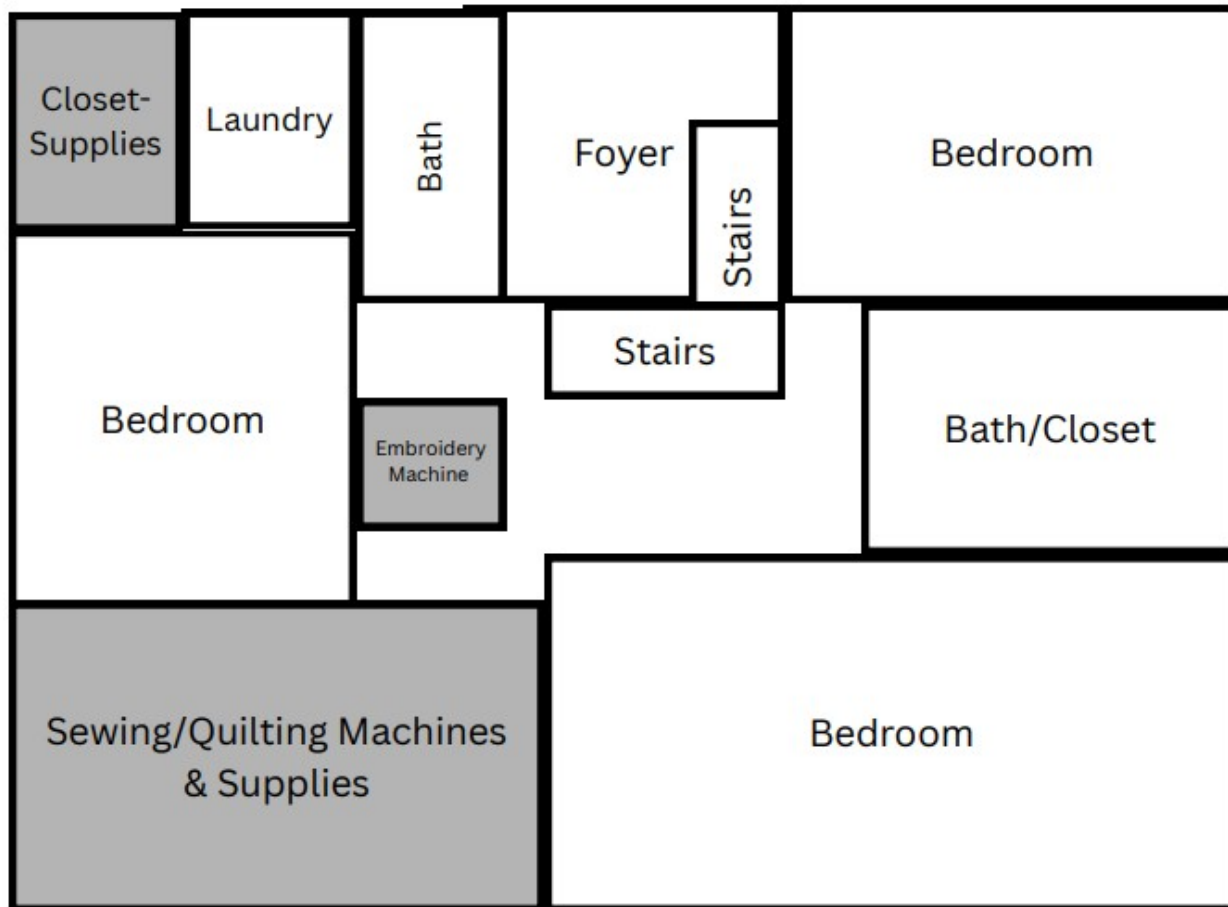 Closet-
Supplies
Laundry
Bath
Foyer
Stairs
Bedroom
Stairs
Bedroom
Embroidery
Machine
Bath/Closet
Sewing/Quilting Machines
& Supplies
Bedroom